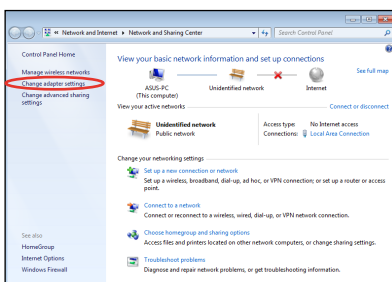 « Network and Internet ▸ Network and Sharing Center
Search Control Panel
Control Panel Home
Manage wireless networks
Change adapter settings
Change advanced sharing
settings
See also
HomeGroup
Internet Options
Windows Firewall
View your basic network information and set up connections
See full map
ASUS-PC
(This computer)
Unidentified network
Internet
View your active networks
Connect or disconnect
Unidentified network
Public network
Access type: No Internet access
Connections: Local Area Connection
Change your networking settings
Set up a new connection or network
Set up a wireless, broadband, dial-up, ad hoc, or VPN connection; or set up a router or access
point.
Connect to a network
Connect or reconnect to a wireless, wired, dial-up, or VPN network connection.
Choose homegroup and sharing options
Access files and printers located on other network computers, or change sharing settings.
Troubleshoot problems
Diagnose and repair network problems, or get troubleshooting information.